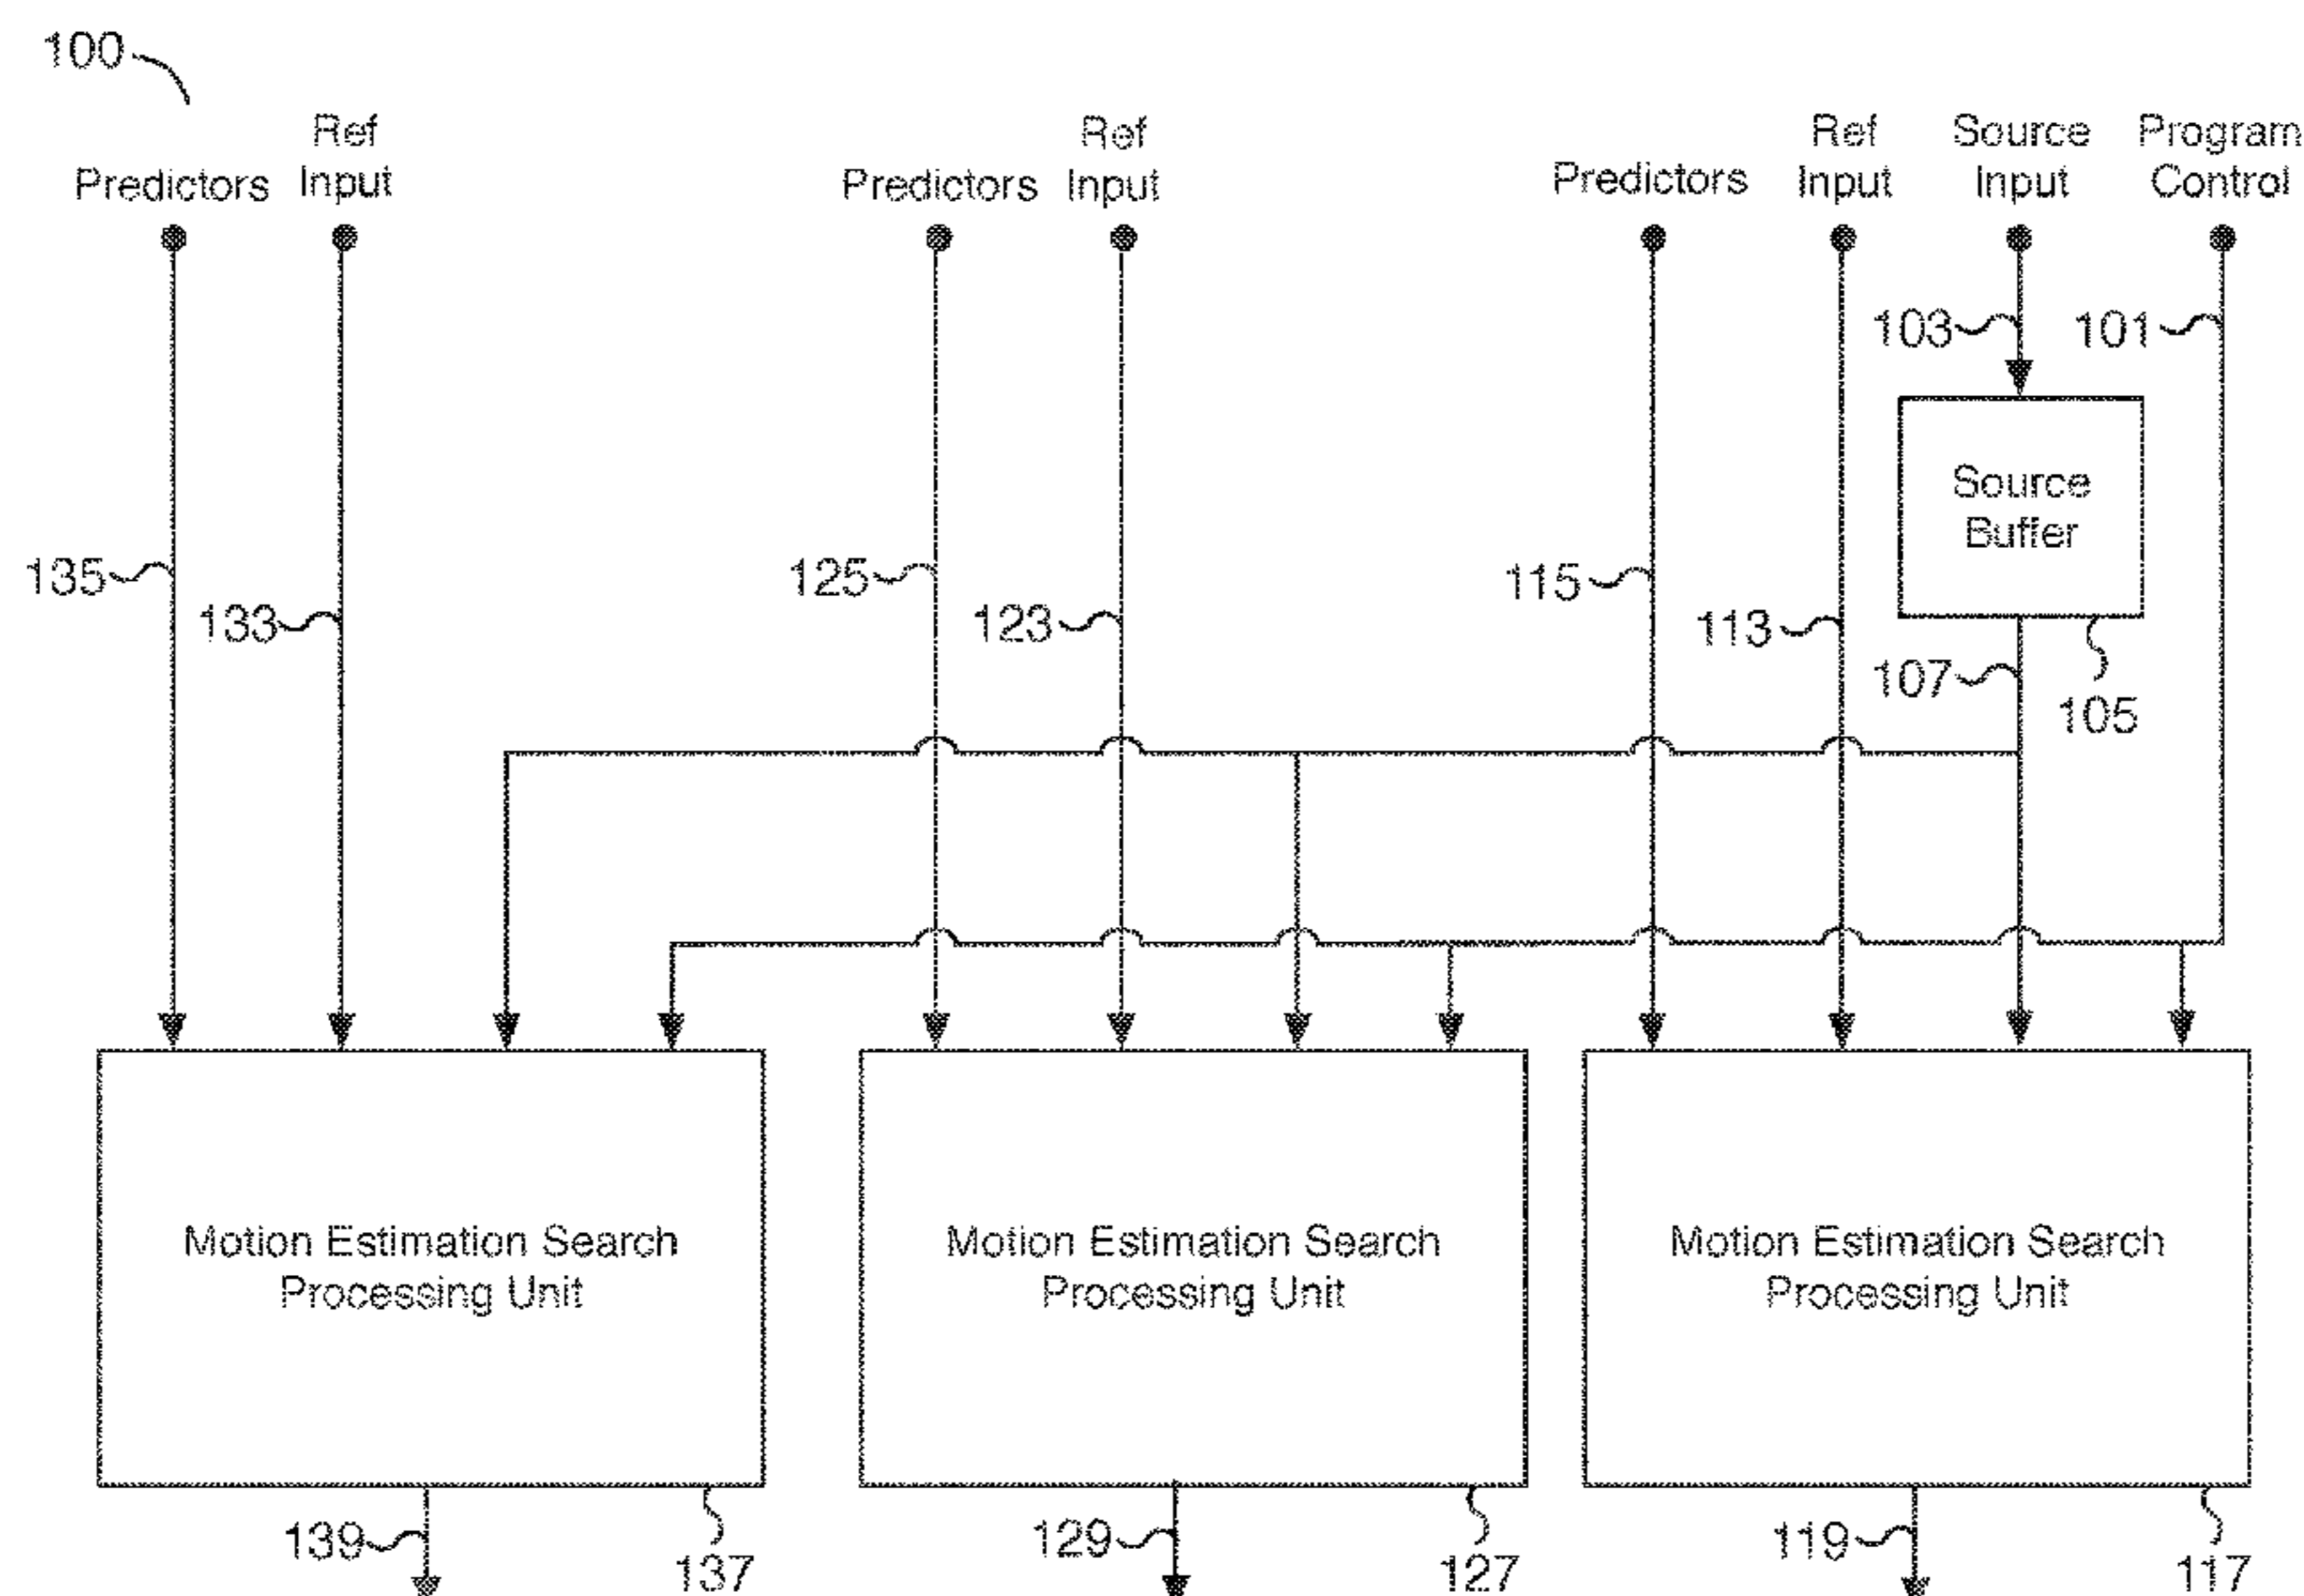 100
Ref
Input
Predictors
Ref
Input
Predictors
Ref
Input
Predictors
Source
Input
Program
Control
103
101
Source
Buffer
135
133
125
123
115
113
107
105
Motion Estimation Search
Processing Unit
Motion Estimation Search
Processing Unit
Motion Estimation Search
Processing Unit
139
137
129
127
119
117